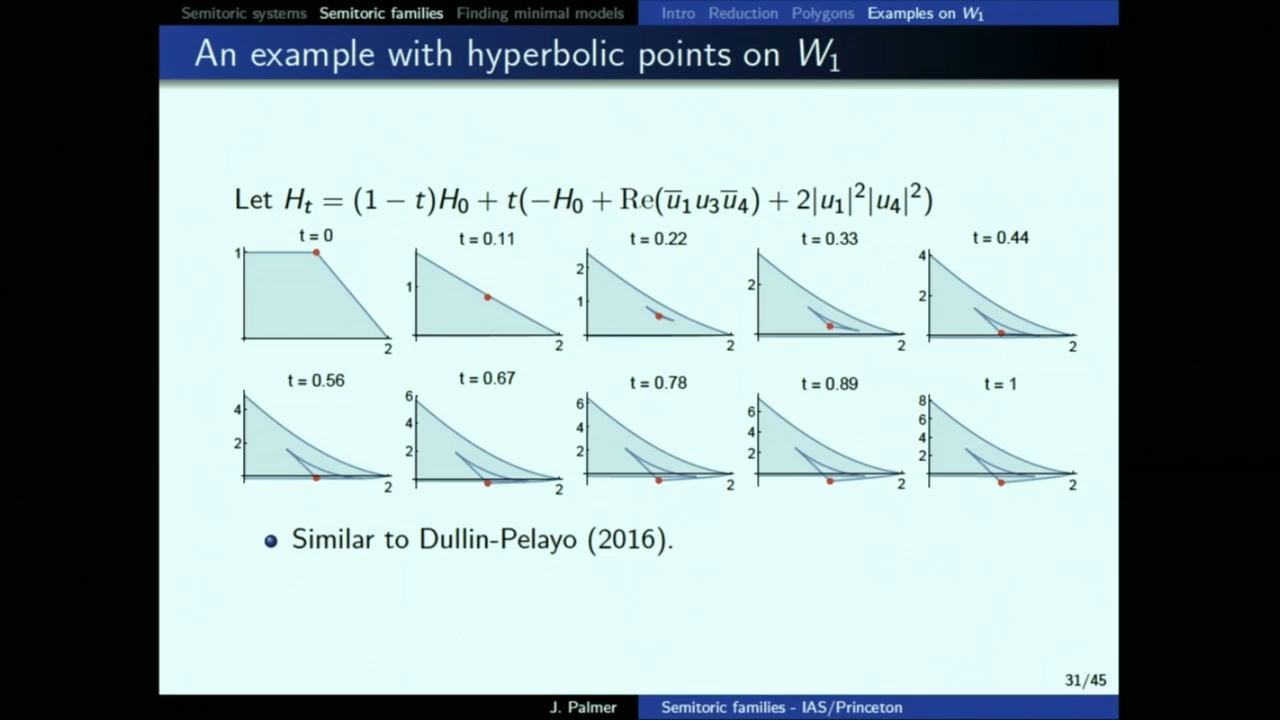 Semitoric systems Semitoric families Finding minimal models Intro Reduction Polygons Examples on W₁
An example with hyperbolic points on W₁
Let Hₜ = (1 − t)H₀ + t(−H₀ + Re(u̅₁u₃u̅₄) + 2|u₁|²|u₄|²)
t = 0 t = 0.11 t = 0.22 t = 0.33 t = 0.44
1 2
1 2
2 1 2
2 2
4 2 2
t = 0.56 t = 0.67 t = 0.78 t = 0.89 t = 1
4 2 2
6 4 2 2
6 4 2 2
6 4 2 2
8 6 4 2 2
Similar to Dullin-Pelayo (2016).
31/45
J. Palmer Semitoric families - IAS/Princeton